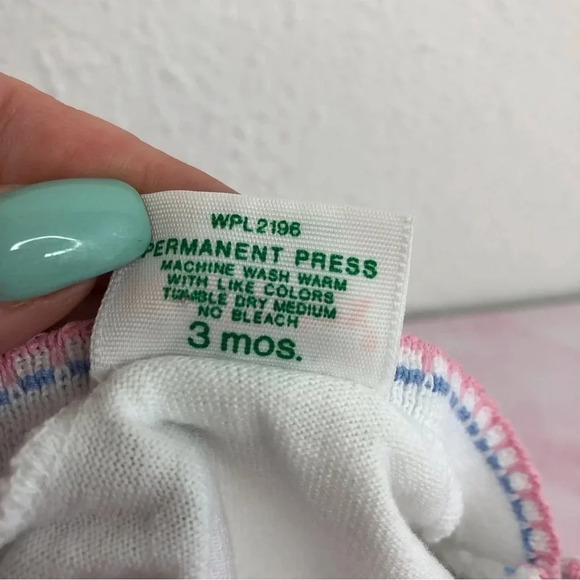 WPL2196
PERMANENT PRESS
MACHINE WASH WARM
WITH LIKE COLORS
TUMBLE DRY MEDIUM
NO BLEACH
3 mos.